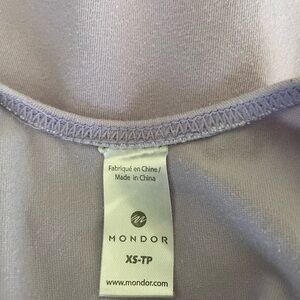 Fabriqué en Chine /
Made in China
MONDOR
XS-TP
www.mondor.com